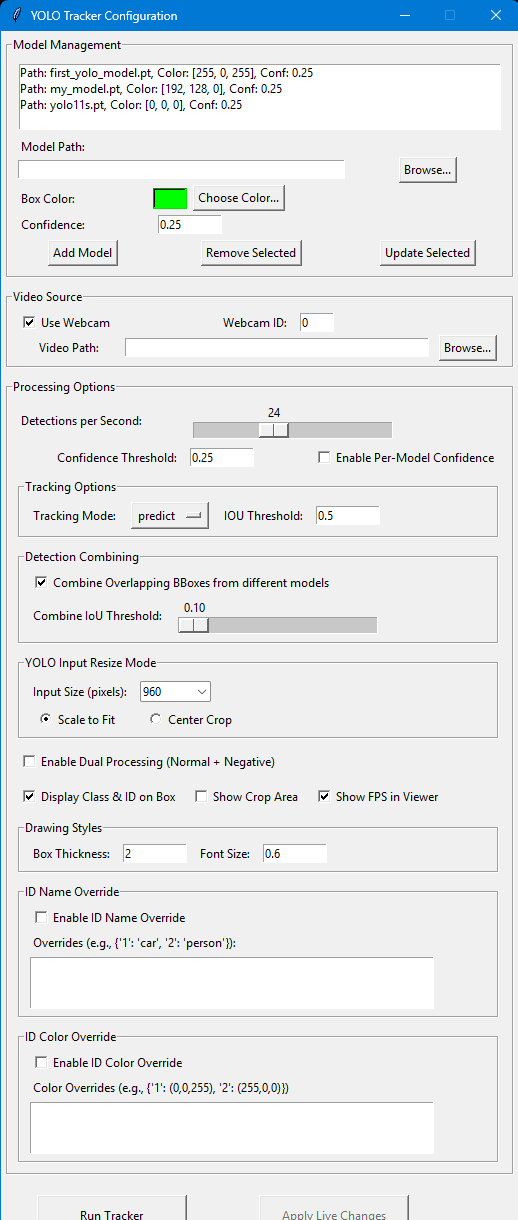 YOLO Tracker Configuration
Model Management
Path: first_yolo_model.pt, Color: [255, 0, 255], Conf: 0.25
Path: my_model.pt, Color: [192, 128, 0], Conf: 0.25
Path: yolo11s.pt, Color: [0, 0, 0], Conf: 0.25
Model Path:
Browse...
Box Color: Choose Color...
Confidence: 0.25
Add Model Remove Selected Update Selected
Video Source
Use Webcam Webcam ID: 0
Video Path: Browse...
Processing Options
24
Detections per Second:
Confidence Threshold: 0.25 Enable Per-Model Confidence
Tracking Options
Tracking Mode: predict IOU Threshold: 0.5
Detection Combining
Combine Overlapping BBoxes from different models
0.10
Combine IoU Threshold:
YOLO Input Resize Mode
Input Size (pixels): 960
Scale to Fit Center Crop
Enable Dual Processing (Normal + Negative)
Display Class & ID on Box Show Crop Area Show FPS in Viewer
Drawing Styles
Box Thickness: 2 Font Size: 0.6
ID Name Override
Enable ID Name Override
Overrides (e.g., {'1': 'car', '2': 'person'}):
ID Color Override
Enable ID Color Override
Color Overrides (e.g., {'1': (0,0,255), '2': (255,0,0)})
Run Tracker Apply Live Changes